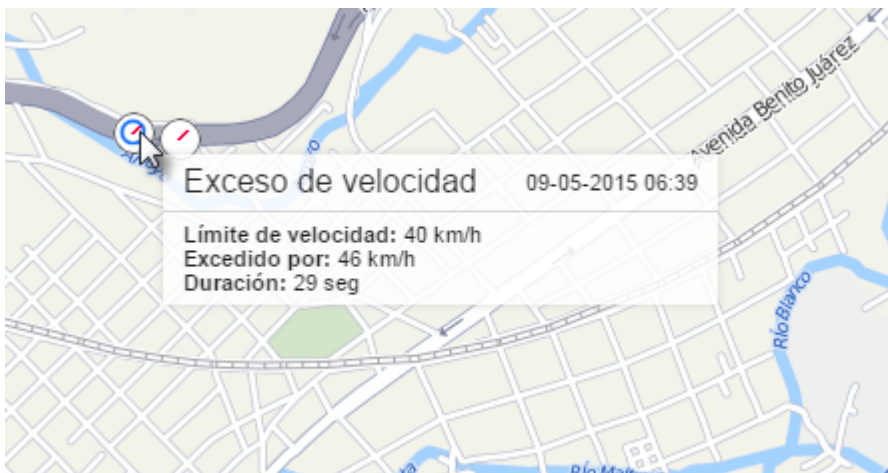 Avenida Benito Juárez
Exceso de velocidad 09-05-2015 06:39
Límite de velocidad: 40 km/h
Excedido por: 46 km/h
Duración: 29 seg
Río Blanco